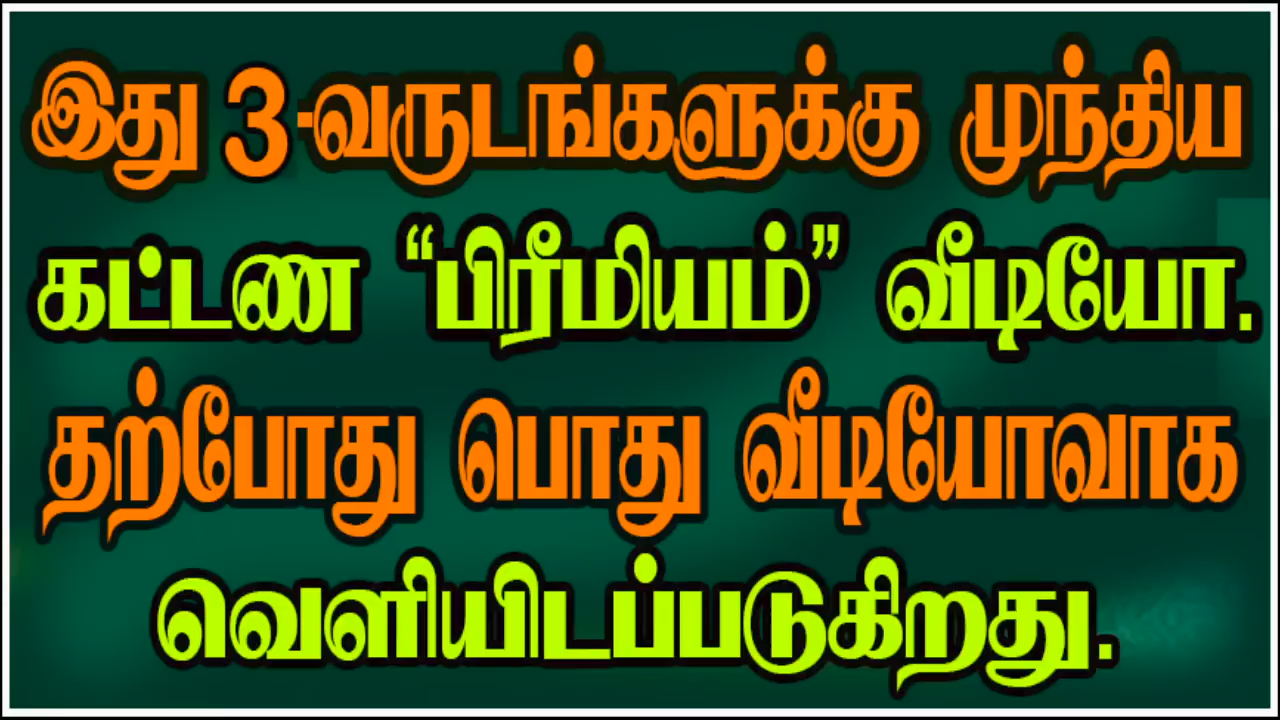 இது 3-வருடங்களுக்கு முந்திய
கட்டண “பிரீமியம்” வீடியோ.
தற்போது பொது வீடியோவாக
வெளியிடப்படுகிறது.